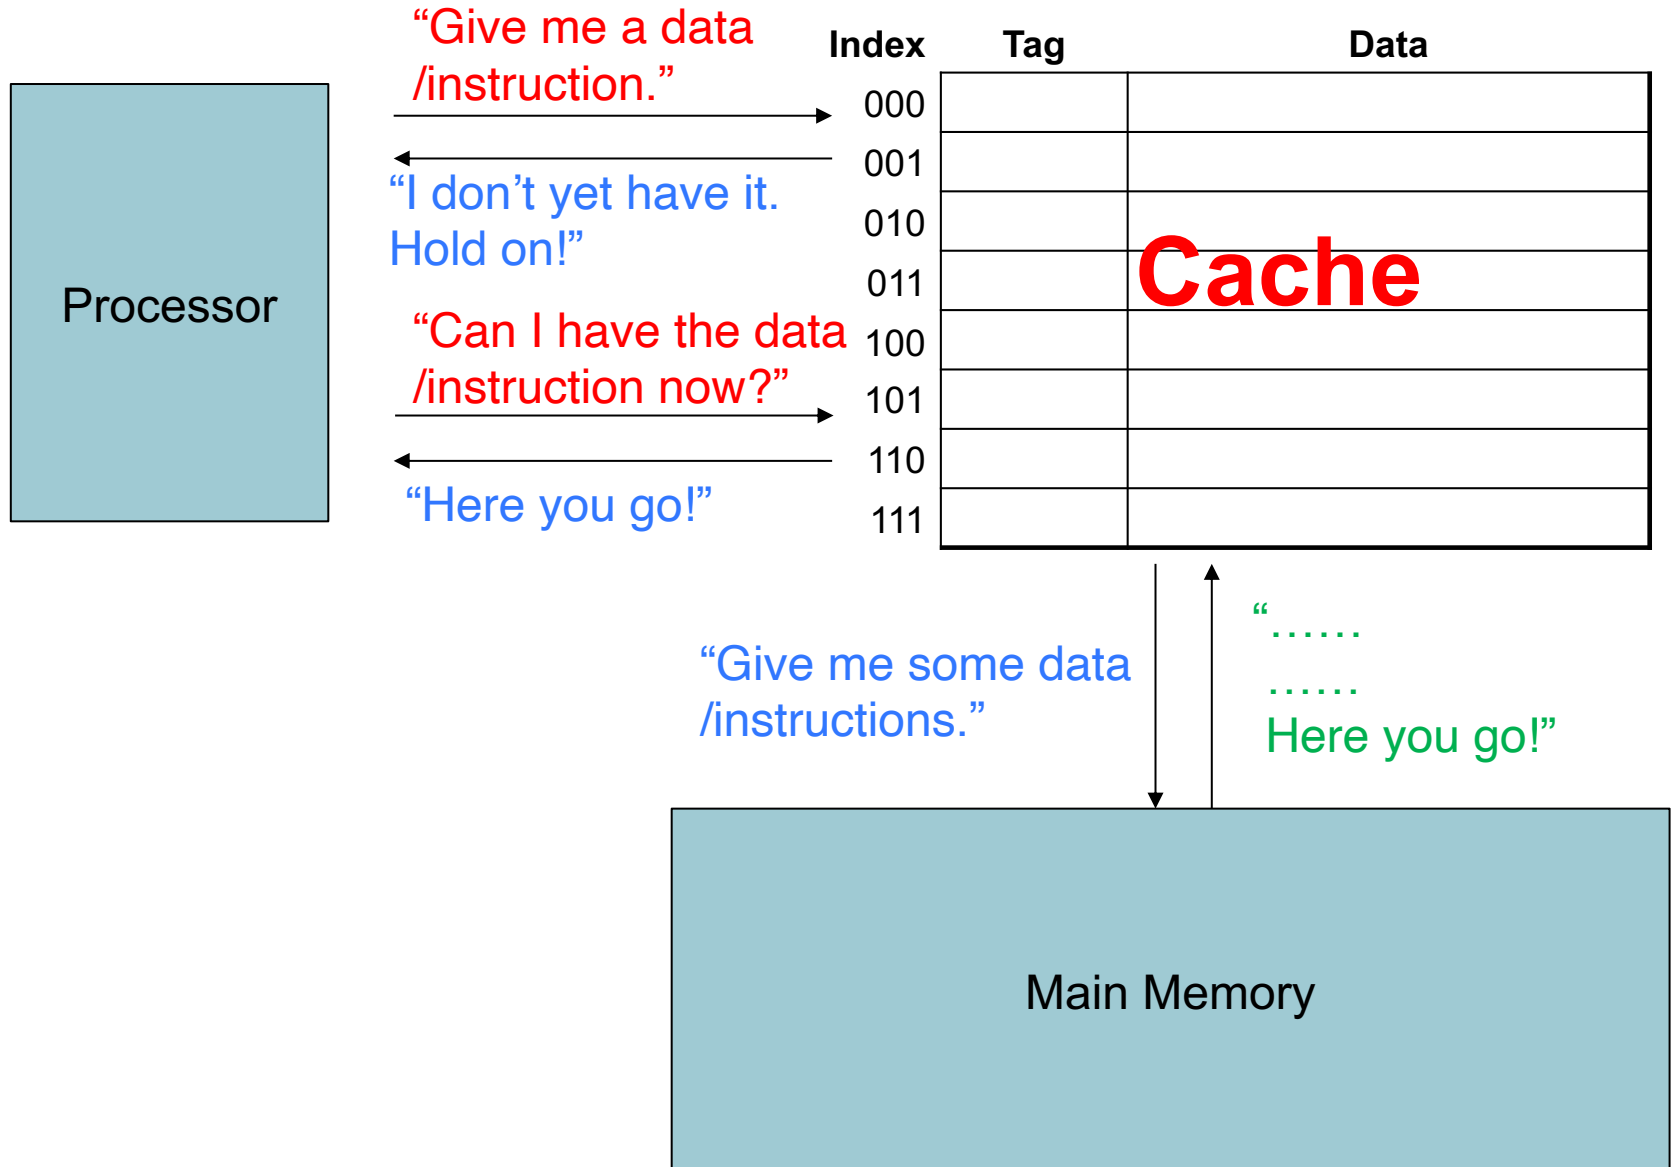 “Give me a data
/instruction.”
Index Tag Data
000
001
“I don’t yet have it.
Hold on!”
010
011
Cache
Processor
“Can I have the data
/instruction now?”
100
101
110
“Here you go!”
111
“Give me some data
/instructions.”
“......
......
Here you go!”
Main Memory